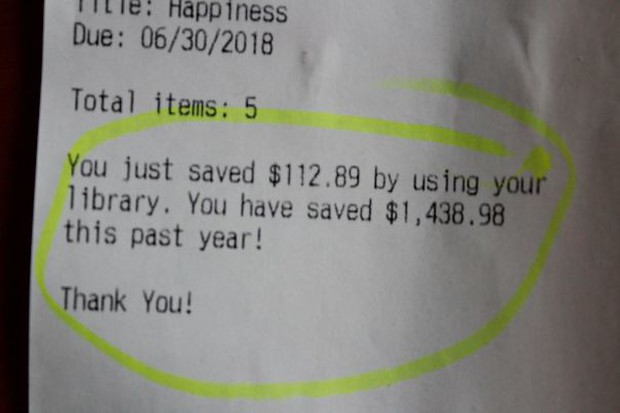 Title: Happiness
Due: 06/30/2018
Total items: 5
You just saved $112.89 by using your
library. You have saved $1,438.98
this past year!
Thank You!